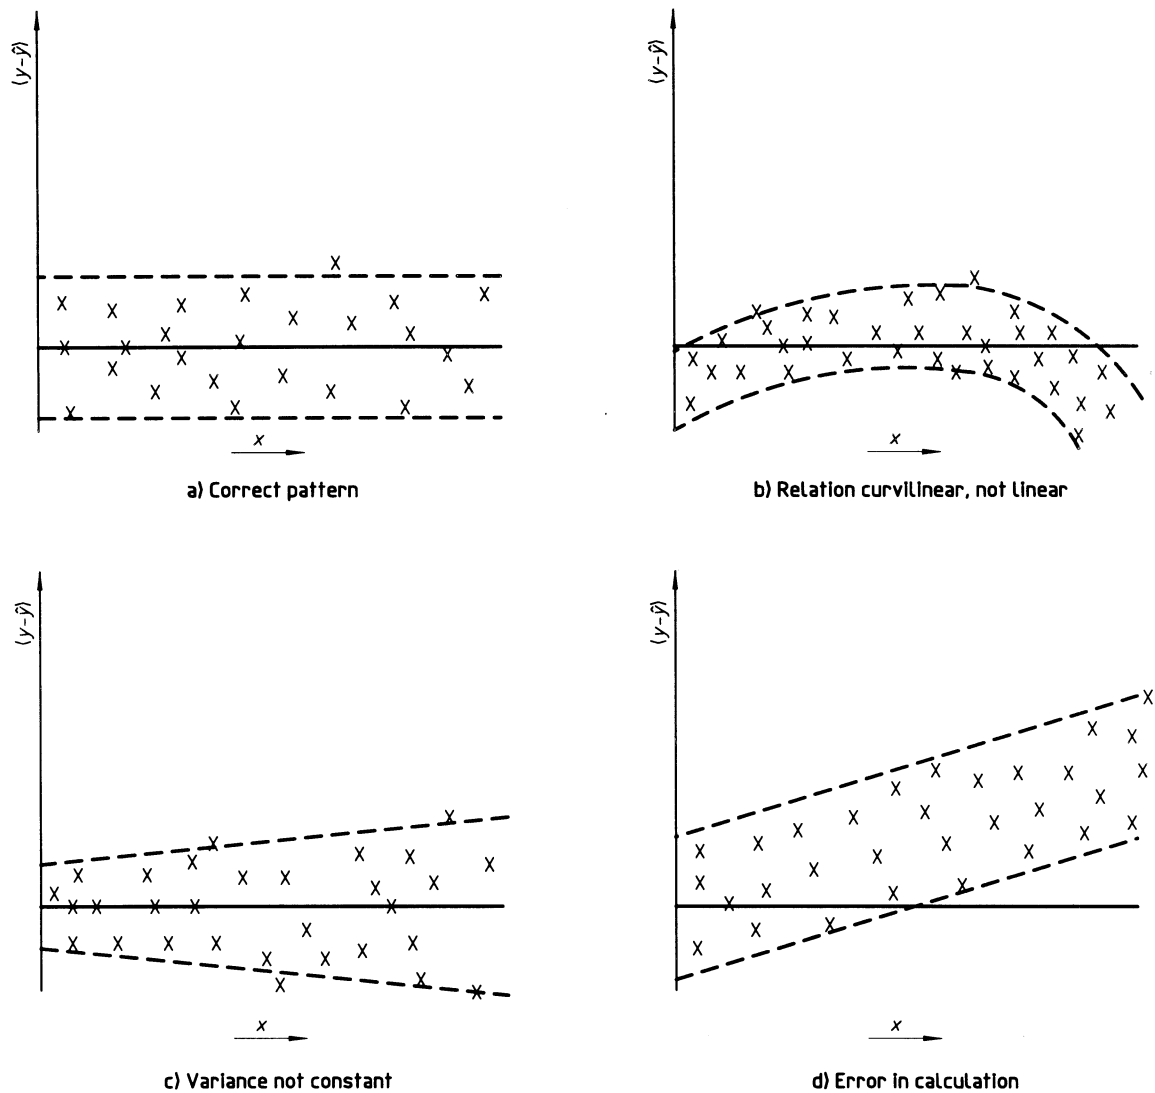 (y-ŷ)
x
a) Correct pattern
(y-ŷ)
x
b) Relation curvilinear, not linear
(y-ŷ)
x
c) Variance not constant
(y-ŷ)
x
d) Error in calculation